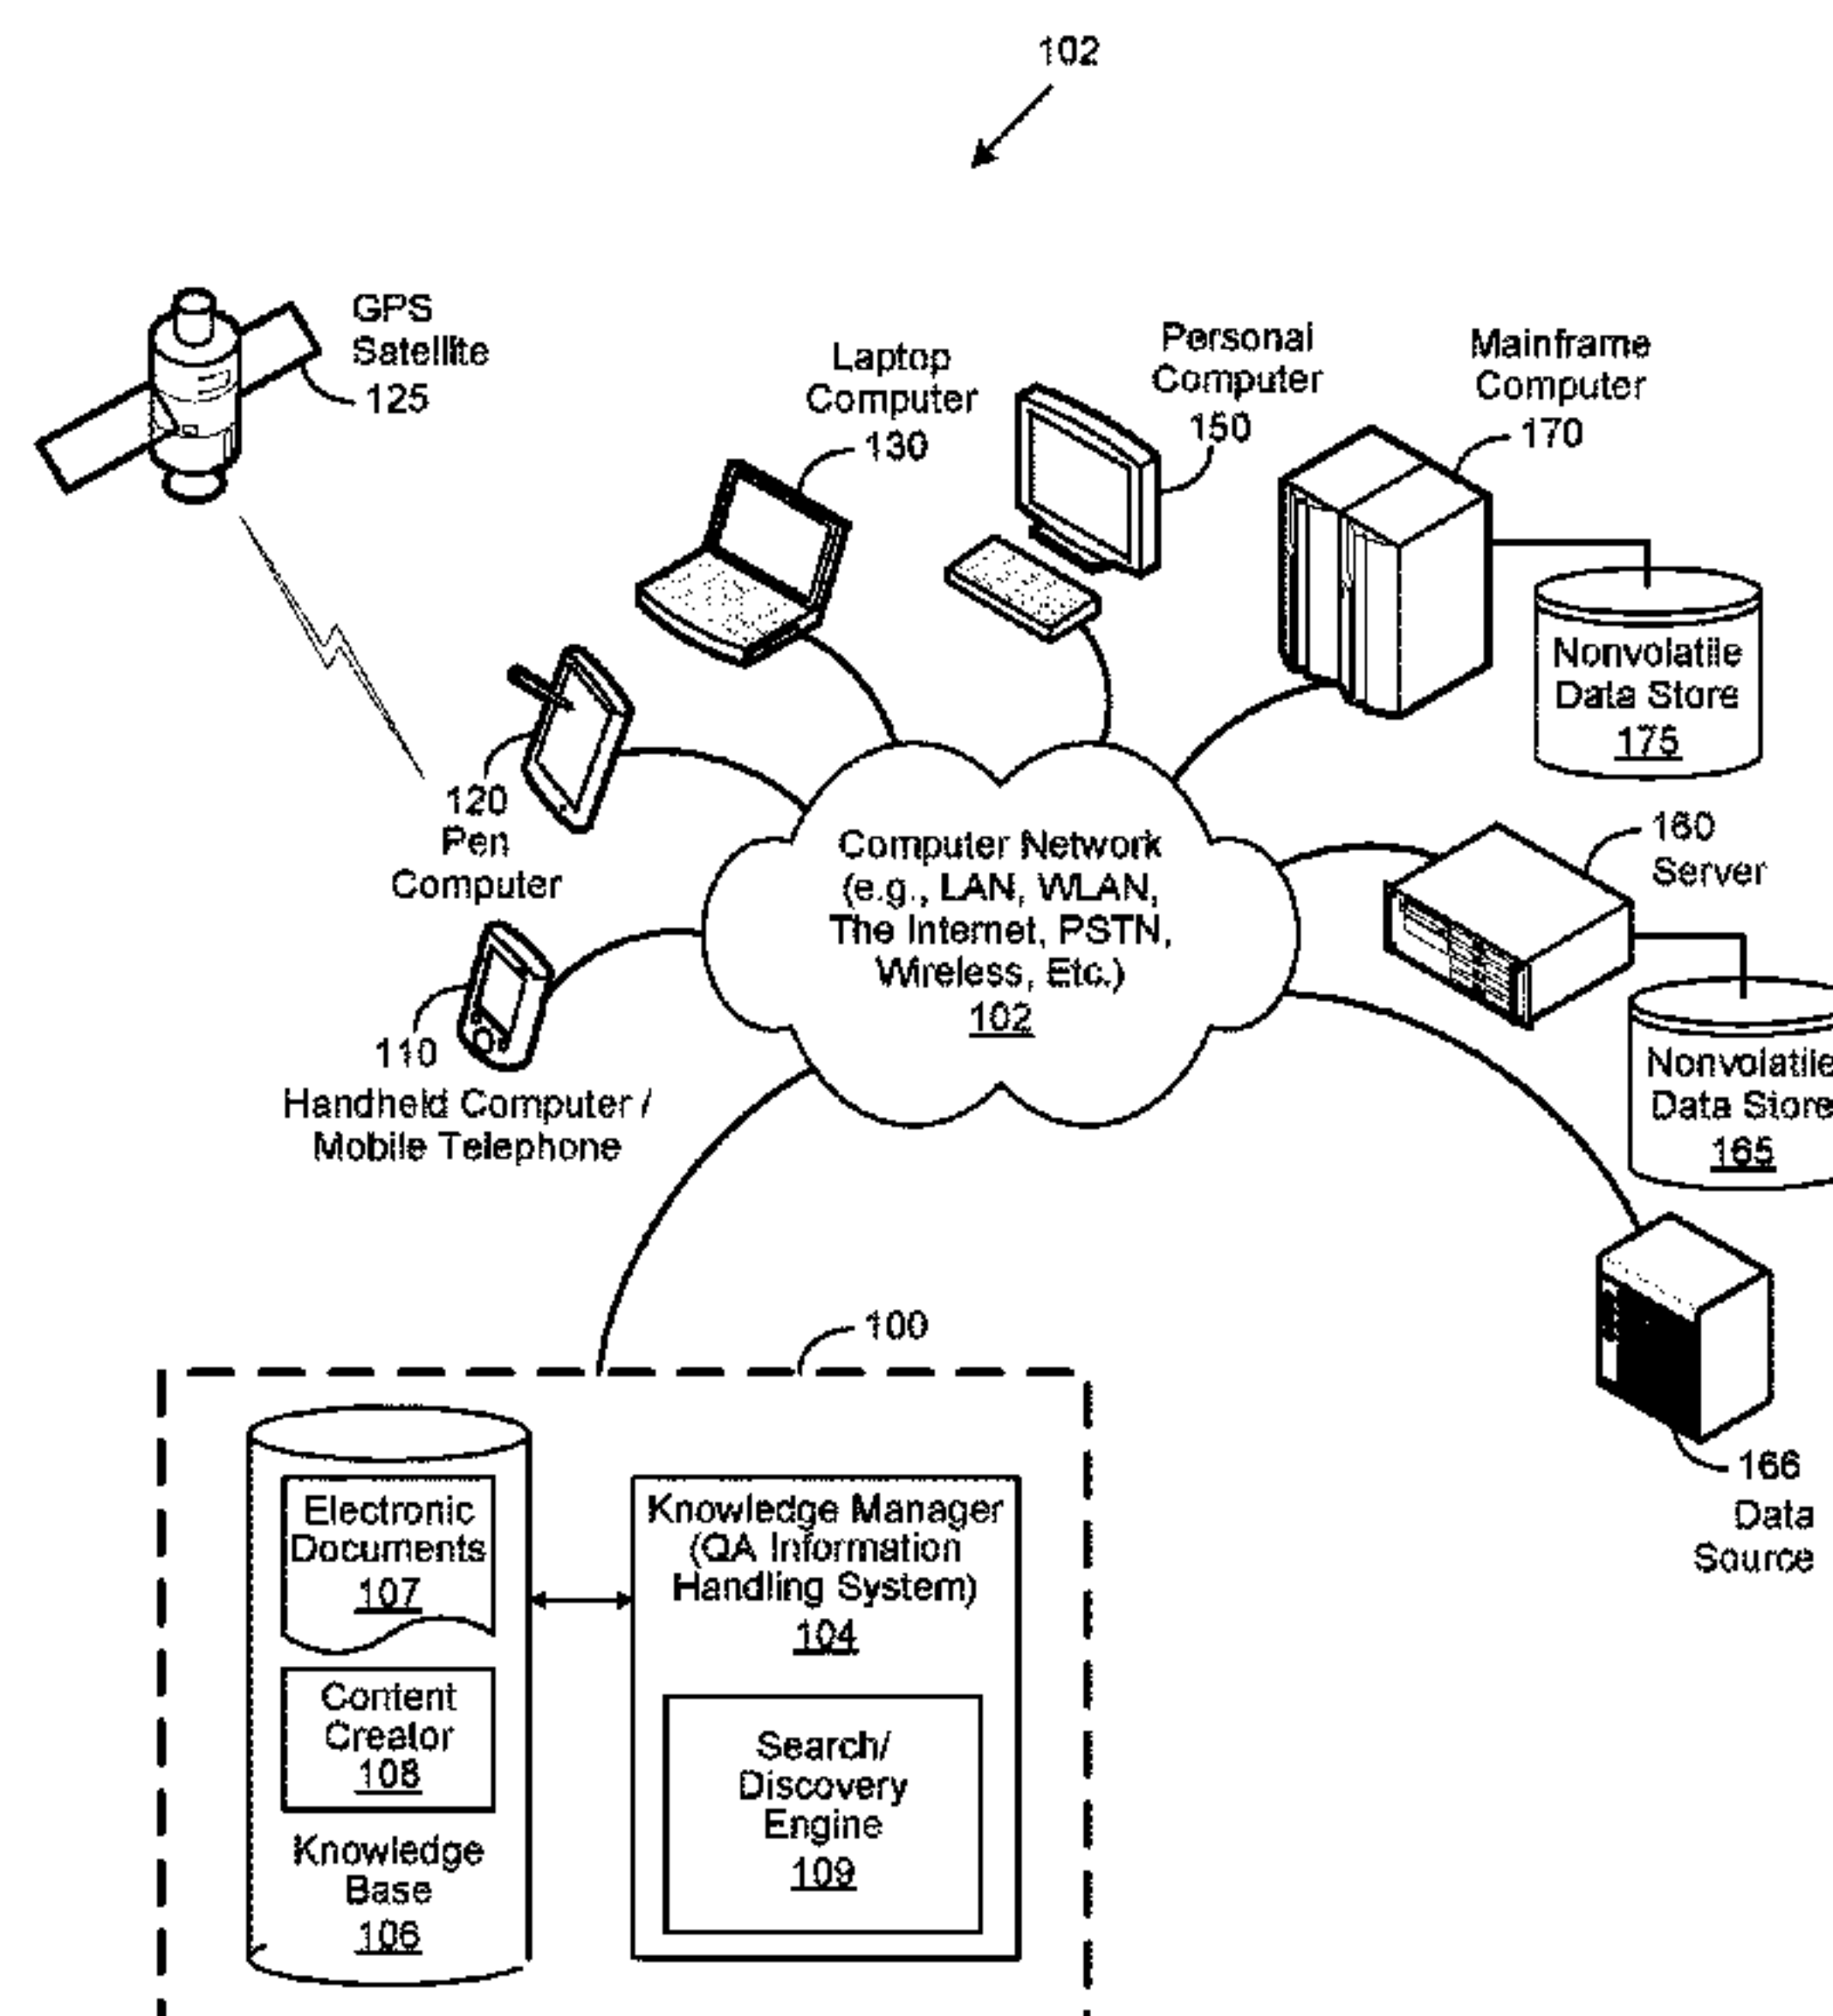 102
GPS
Satellite
125
Laptop
Computer
130
Personal
Computer
150
Mainframe
Computer
170
Nonvolatile
Data Store
175
120
Pen
Computer
Computer Network
(e.g., LAN, WLAN,
The Internet, PSTN,
Wireless, Etc.)
102
160
Server
110
Handheld Computer /
Mobile Telephone
Nonvolatile
Data Store
165
100
166
Data
Source
Electronic
Documents
107
Content
Creator
108
Knowledge
Base
106
Knowledge Manager
(QA Information
Handling System)
104
Search/
Discovery
Engine
109